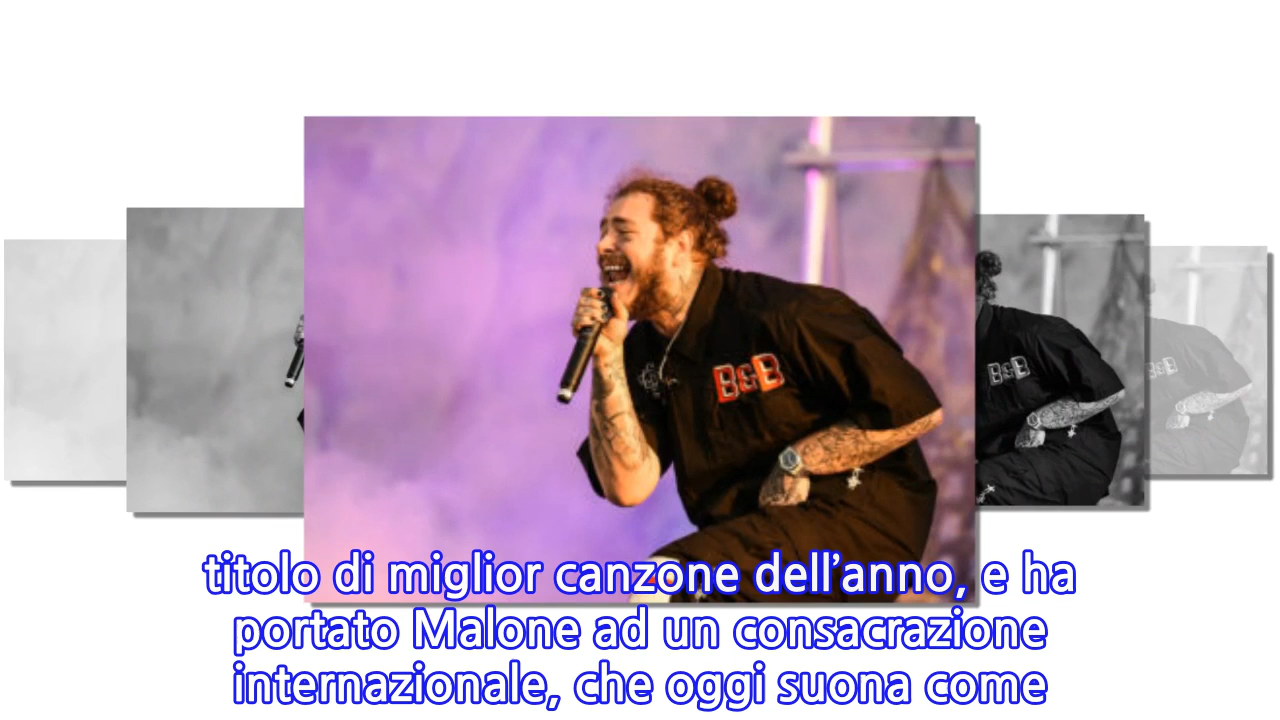 B&B
B&B
B&B
titolo di miglior canzone dell'anno, e ha
portato Malone ad un consacrazione
internazionale, che oggi suona come